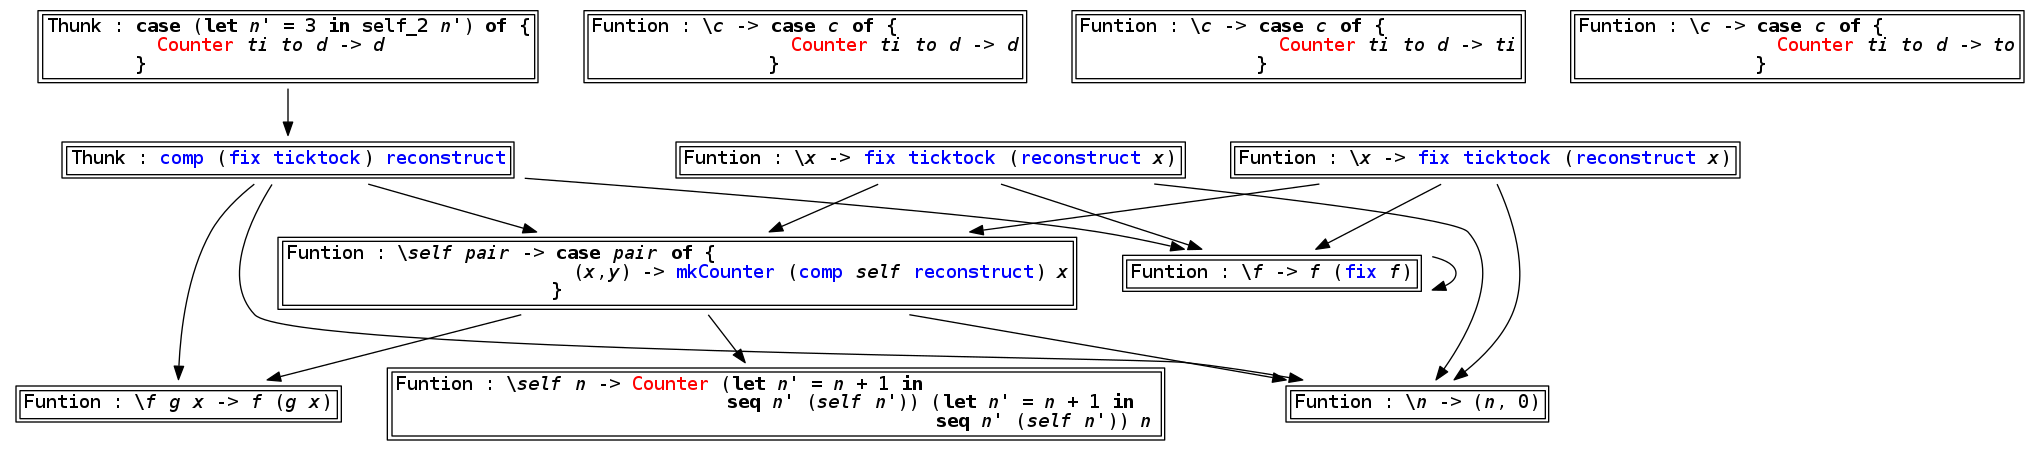 Thunk : case (let n' = 3 in self_2 n') of {
Counter ti to d -> d
}
Funtion : \c -> case c of {
Counter ti to d -> d
}
Funtion : \c -> case c of {
Counter ti to d -> ti
}
Funtion : \c -> case c of {
Counter ti to d -> to
}
Thunk : comp (fix ticktock) reconstruct
Funtion : \x -> fix ticktock (reconstruct x)
Funtion : \x -> fix ticktock (reconstruct x)
Funtion : \self pair -> case pair of {
(x,y) -> mkCounter (comp self reconstruct) x
}
Funtion : \f -> f (fix f)
Funtion : \f g x -> f (g x)
Funtion : \self n -> Counter (let n' = n + 1 in
seq n' (self n')) (let n' = n + 1 in
seq n' (self n')) n
Funtion : \n -> (n, 0)